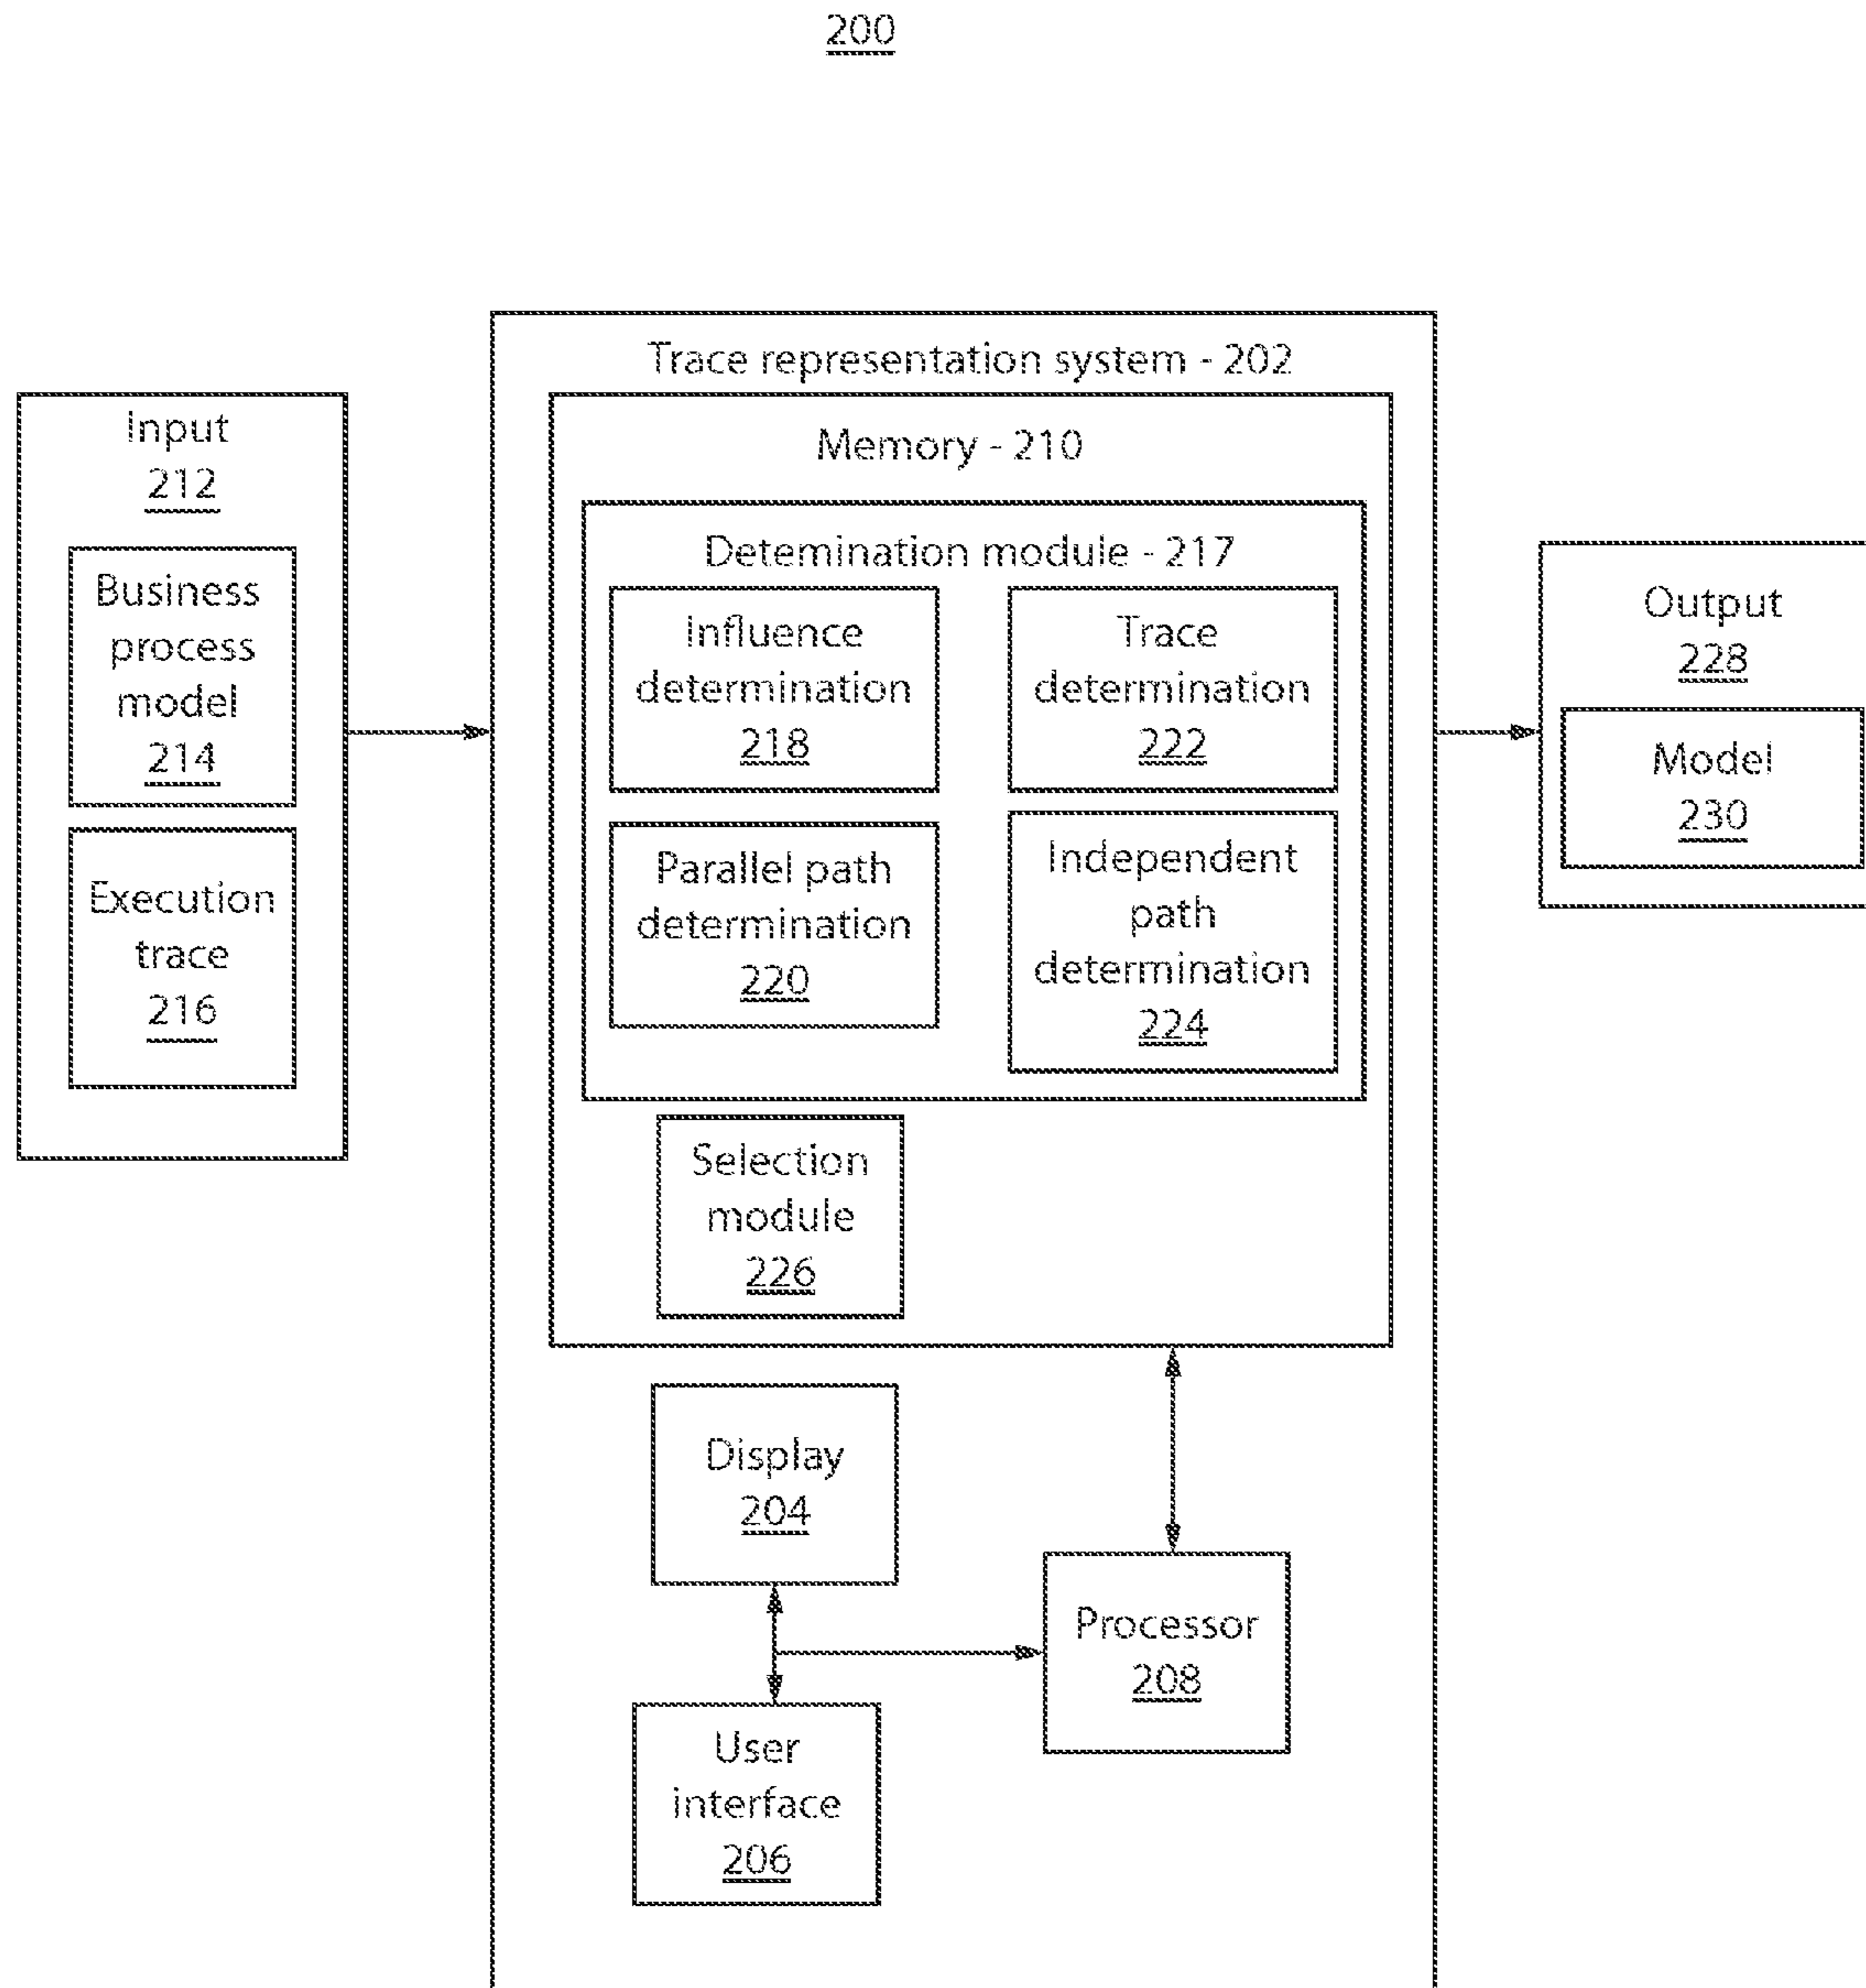 200
Trace representation system - 202
Input
212
Business
process
model
214
Execution
trace
216
Memory - 210
Detemination module - 217
Influence
determination
218
Trace
determination
222
Parallel path
determination
220
Independent
path
determination
224
Selection
module
226
Display
204
Processor
208
User
interface
206
Output
228
Model
230